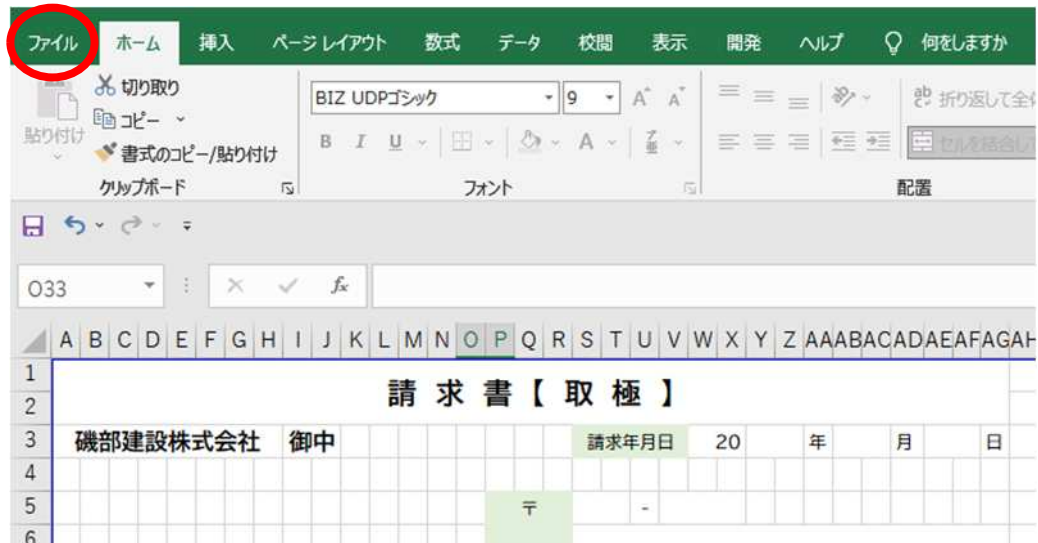 ファイル ホーム 挿入 ページ レイアウト 数式 データ 校閲 表示 開発 ヘルプ 何をしますか
貼り付け
切り取り
コピー
書式のコピー/貼り付け
クリップボード
BIZ UDPゴシック 9 A A
B I U A
フォント
ab 折り返して全
セルを結合し
配置
O33 fx
A B C D E F G H I J K L M N O P Q R S T U V W X Y Z AA AB AC AD AE AF AG AH
1
2 請 求 書 【 取 極 】
3 磯部建設株式会社 御中 請求年月日 20 年 月 日
4
5 〒 -
6